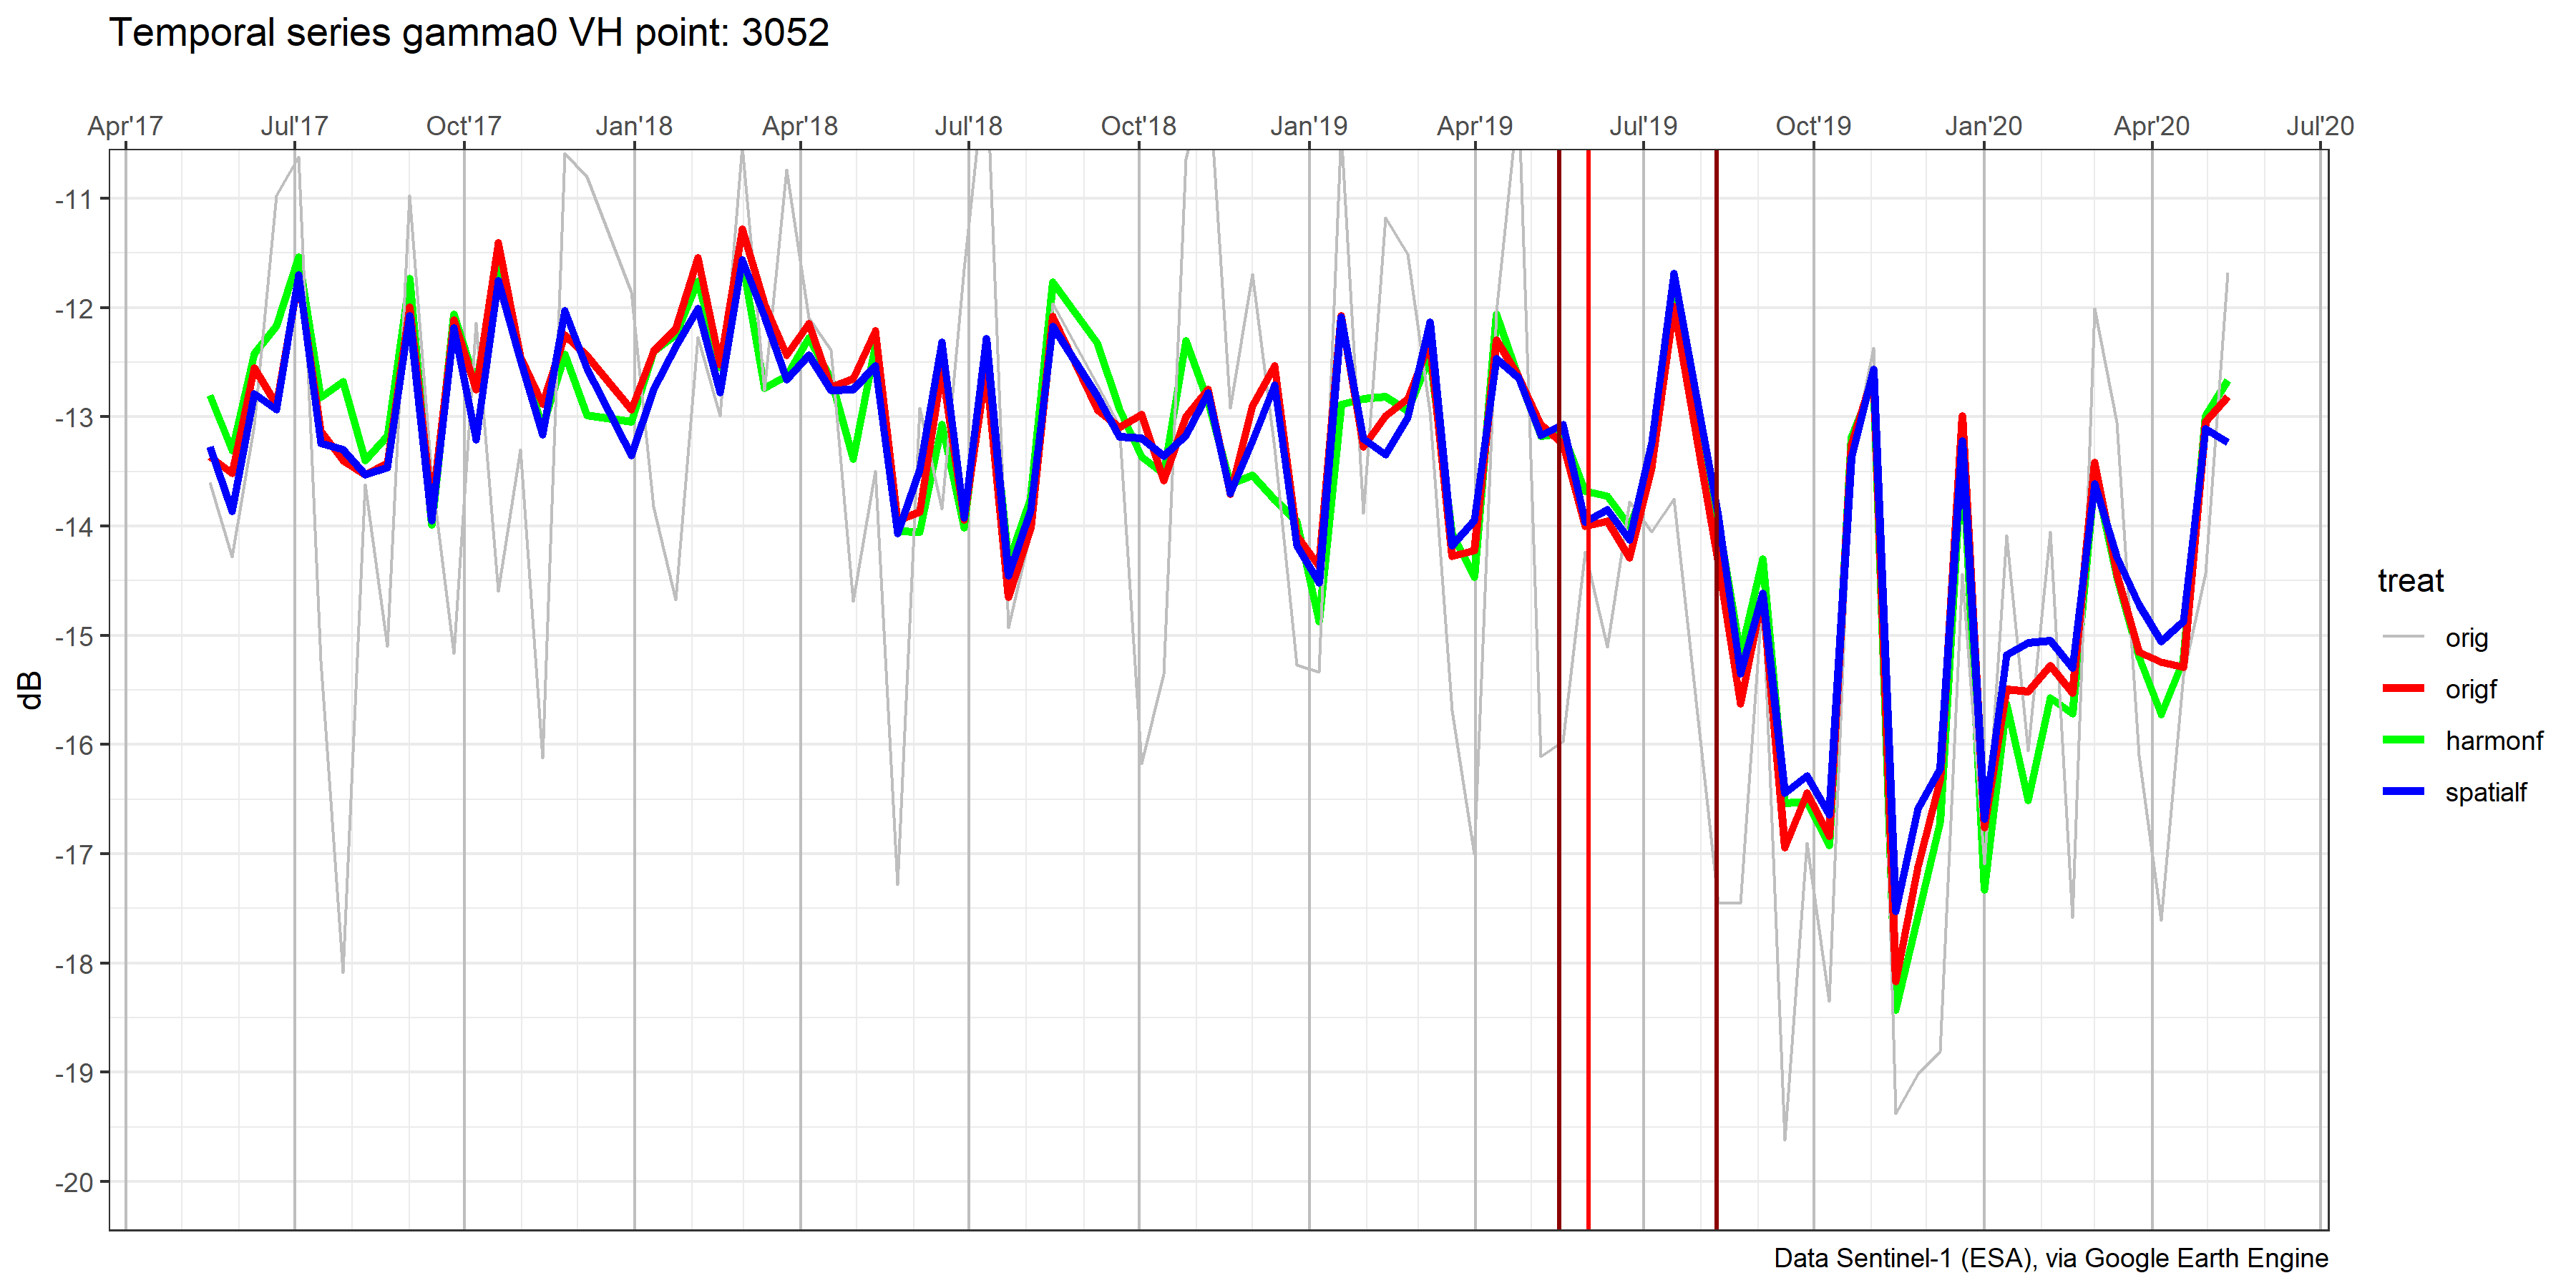 Temporal series gamma0 VH point: 3052
Apr'17 Jul'17 Oct'17 Jan'18 Apr'18 Jul'18 Oct'18 Jan'19 Apr'19 Jul'19 Oct'19 Jan'20 Apr'20 Jul'20
-11
-12
-13
-14
-15
-16
-17
-18
-19
-20
dB
treat
orig
origf
harmonf
spatialf
Data Sentinel-1 (ESA), via Google Earth Engine